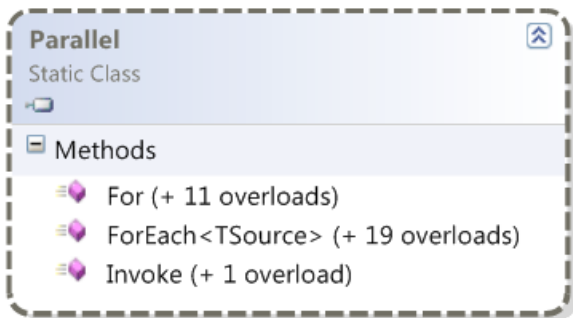 Parallel
Static Class
Methods
For (+ 11 overloads)
ForEach<TSource> (+ 19 overloads)
Invoke (+ 1 overload)